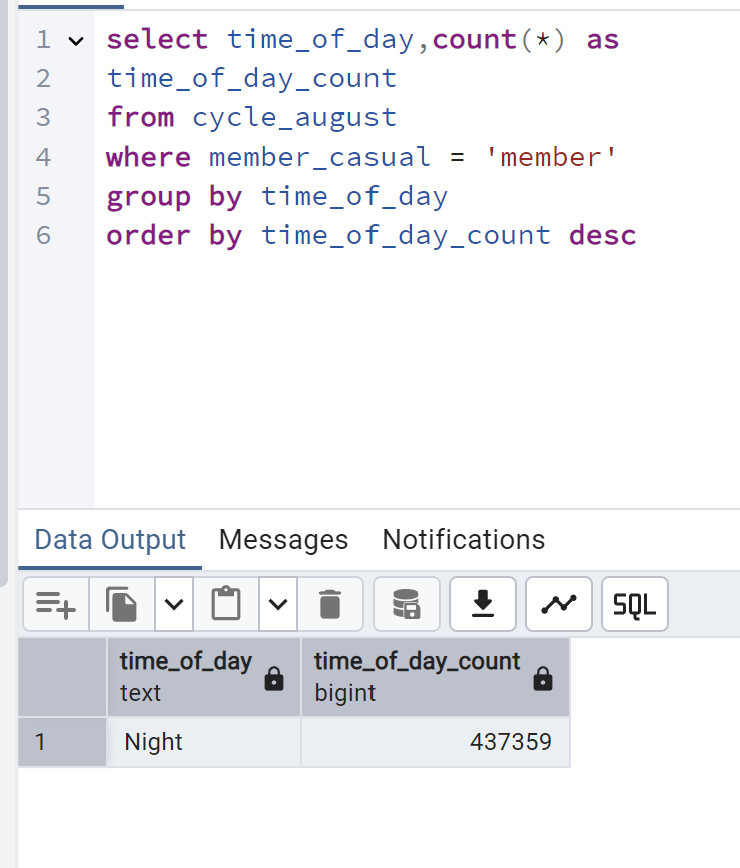 1 select time_of_day,count(*) as
2 time_of_day_count
3 from cycle_august
4 where member_casual = 'member'
5 group by time_of_day
6 order by time_of_day_count desc
Data Output Messages Notifications
SQL
time_of_day time_of_day_count
text bigint
1 Night 437359